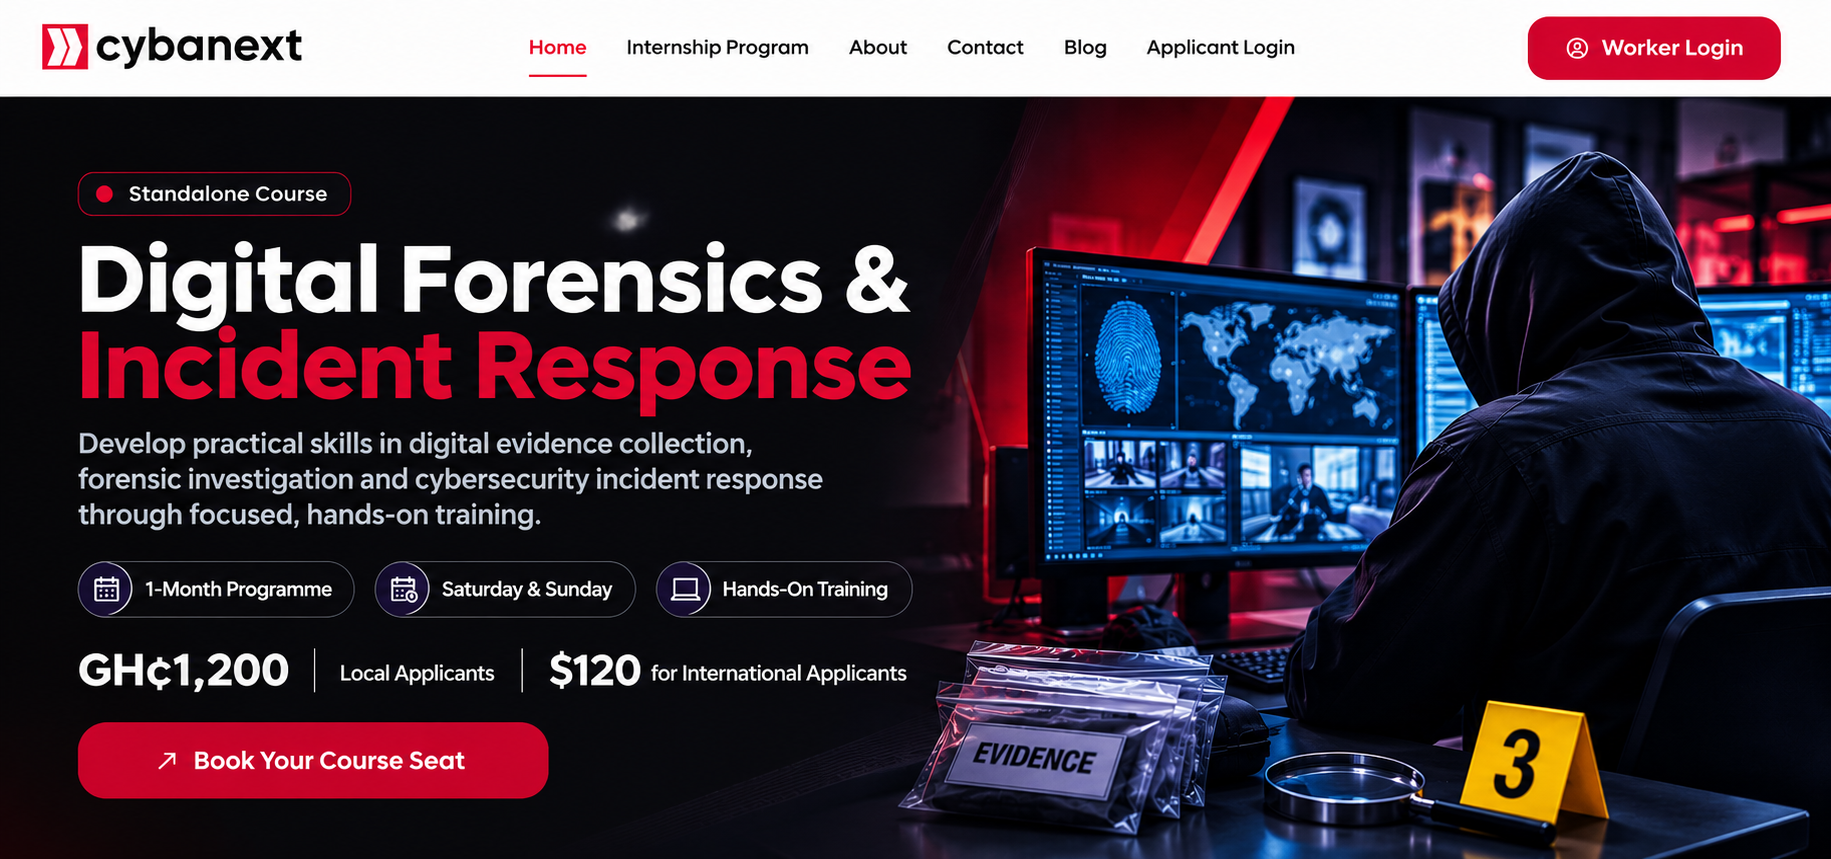 cybanext
Home
Internship Program
About
Contact
Blog
Applicant Login
Worker Login
Standalone Course
Digital Forensics &
Incident Response
Develop practical skills in digital evidence collection,
forensic investigation and cybersecurity incident response
through focused, hands-on training.
1-Month Programme
Saturday & Sunday
Hands-On Training
GH¢1,200
Local Applicants
$120 for International Applicants
Book Your Course Seat
EVIDENCE
3